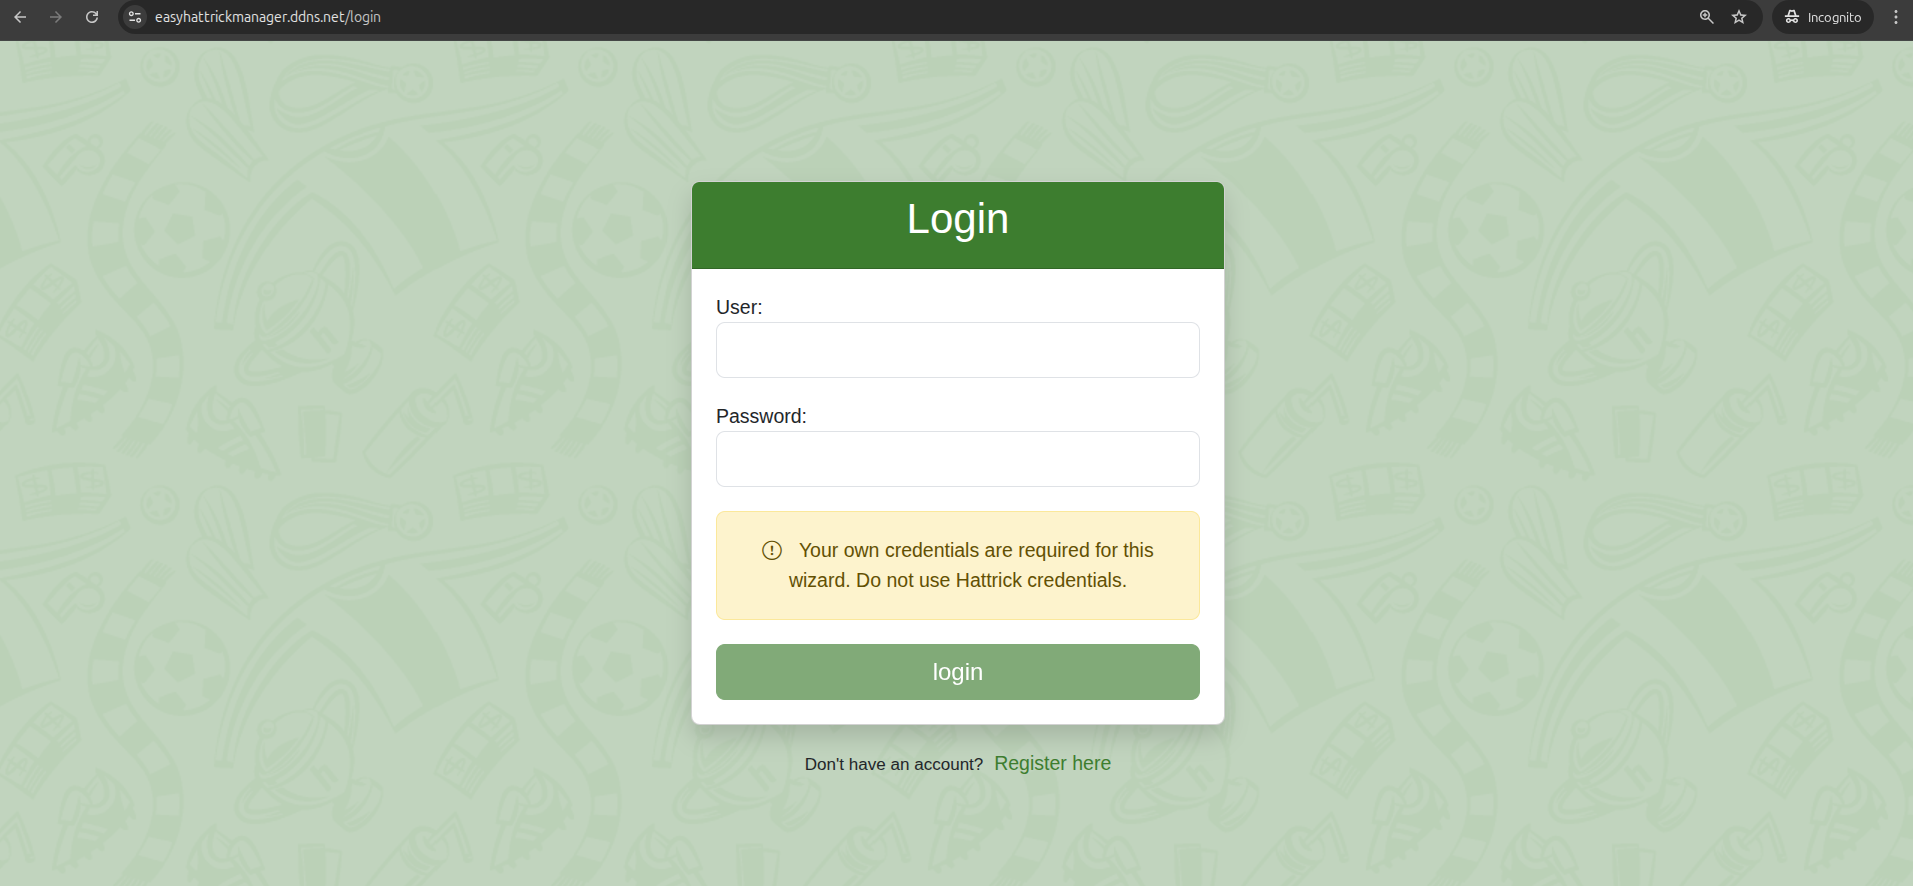 easyhattrickmanager.ddns.net/login
Incognito
Login
User:
Password:
Your own credentials are required for this
wizard. Do not use Hattrick credentials.
login
Don't have an account? Register here